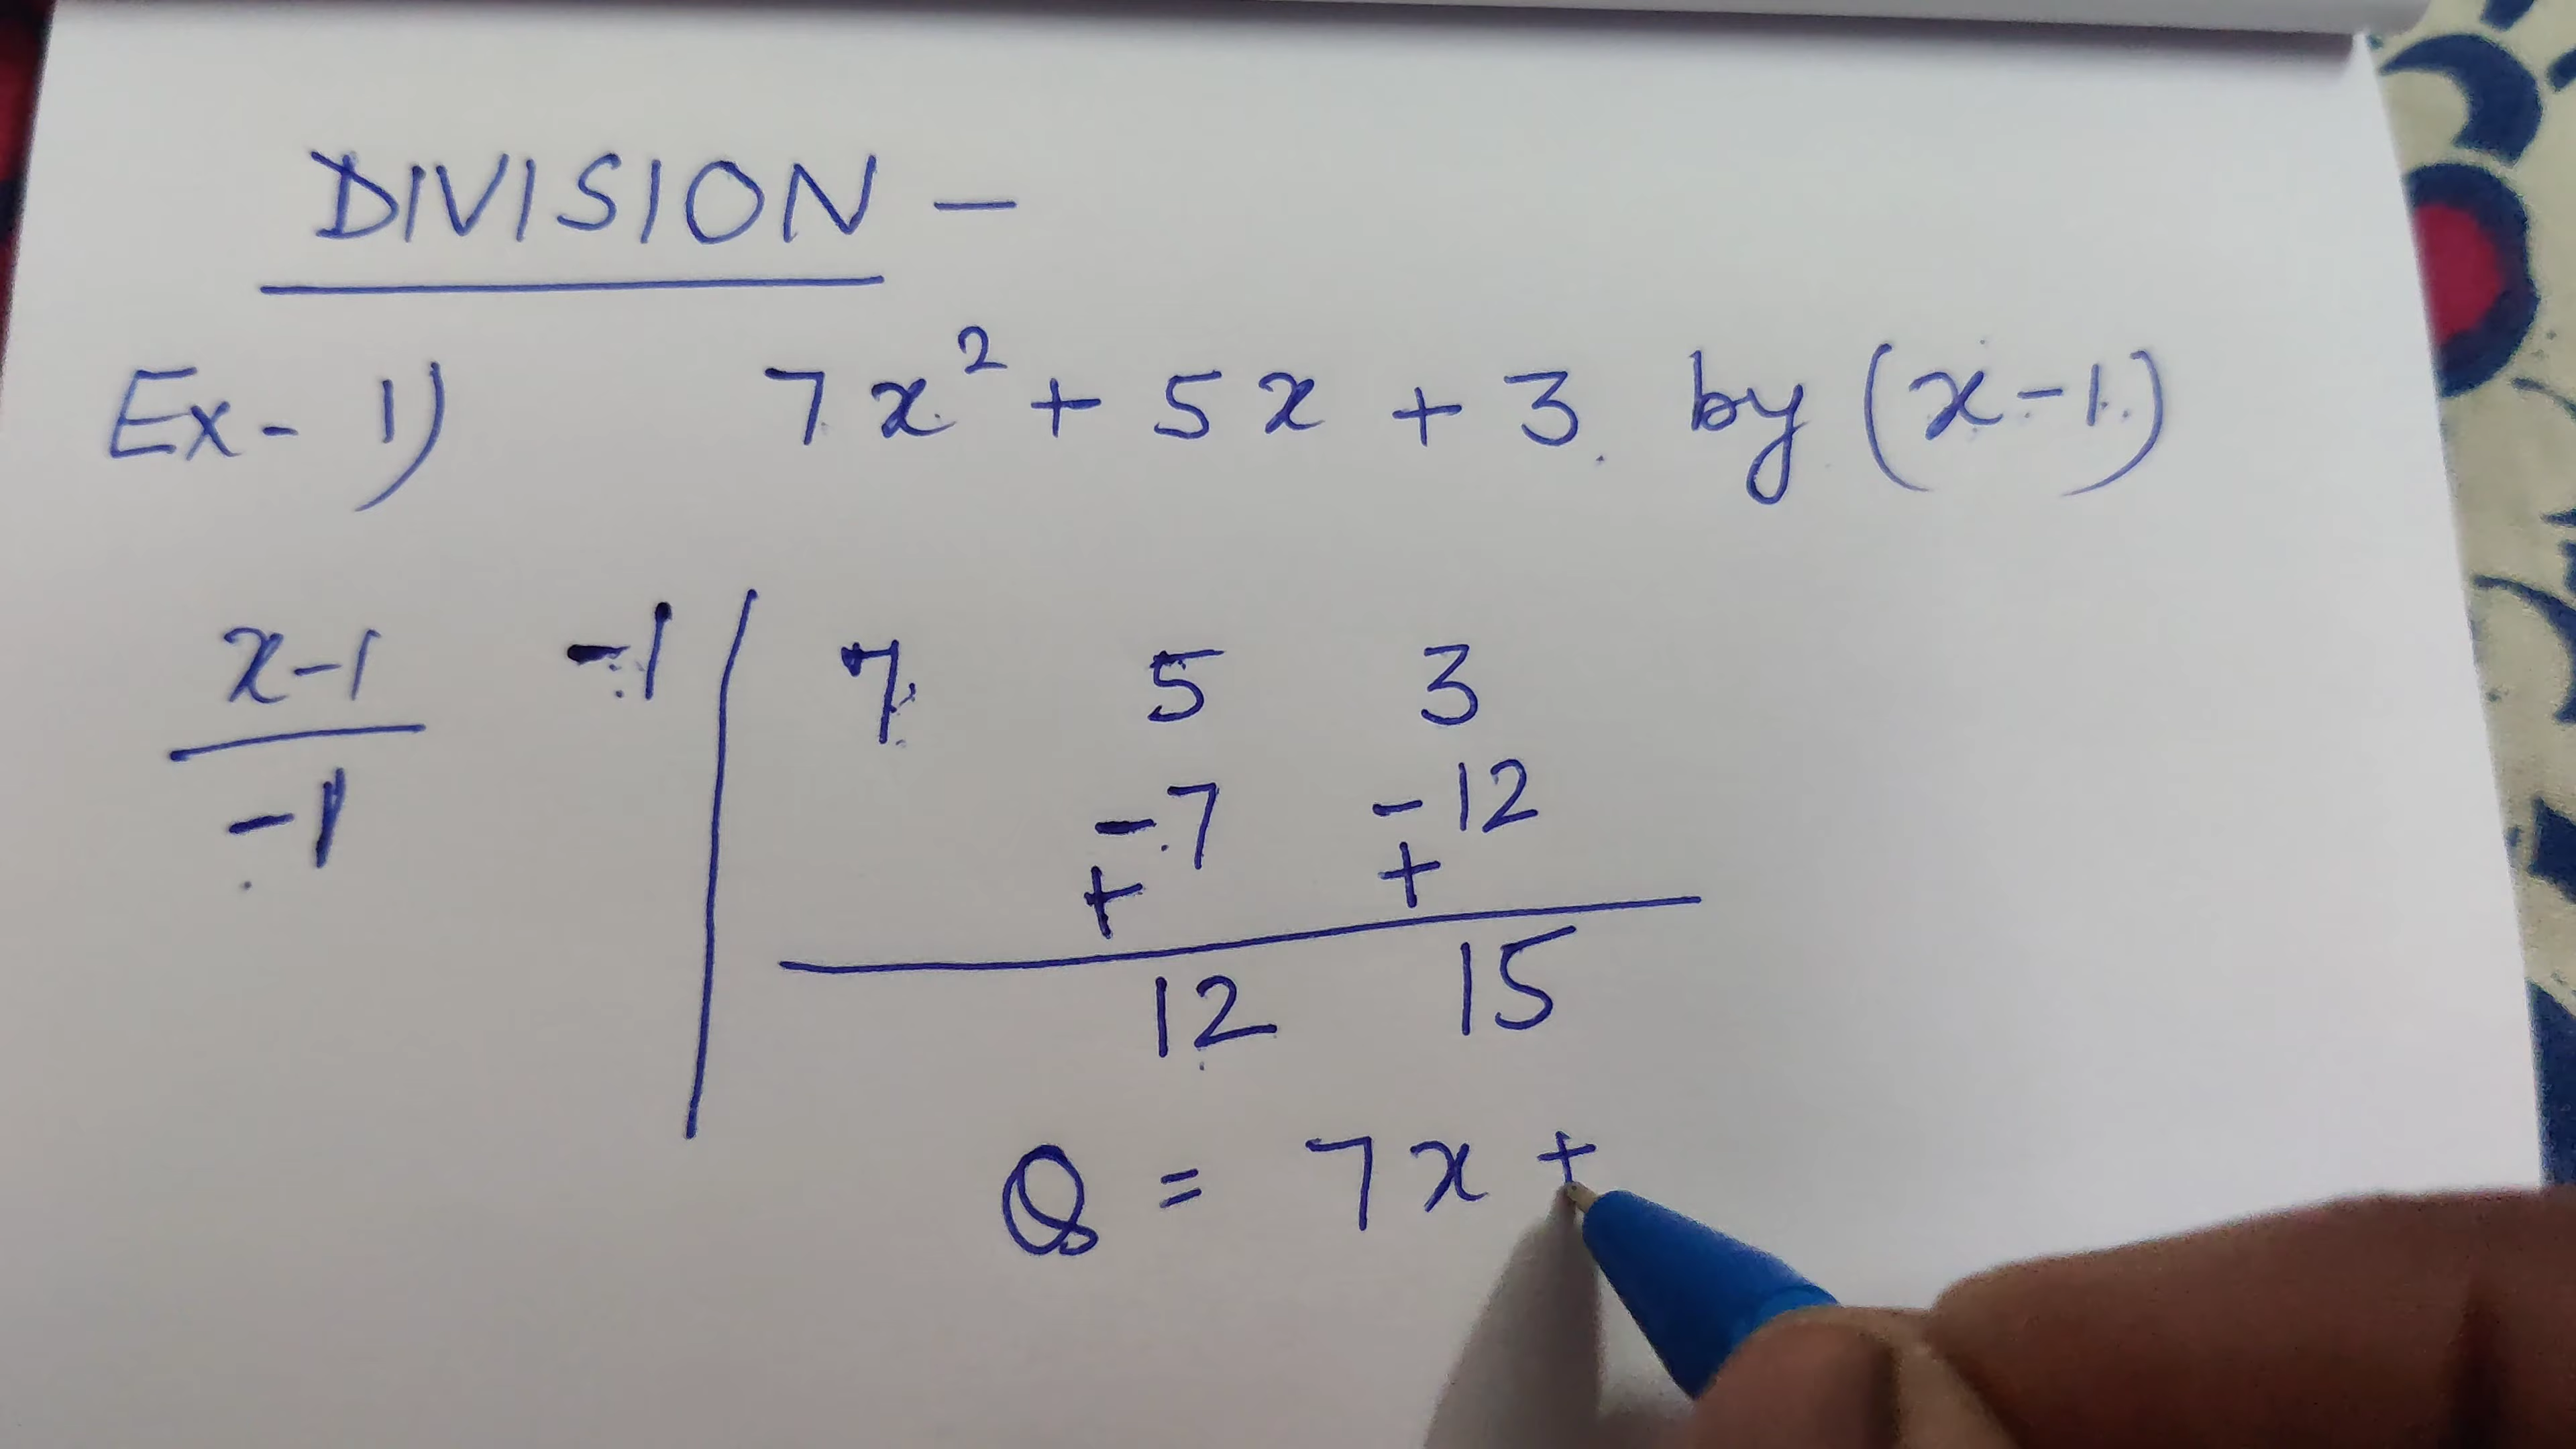 DIVISION -
Ex- 1) 7x² + 5x + 3 by (x-1)
x-1 -1 | 7 5 3
-1 -7 -12
+ +
12 15
Q = 7x +